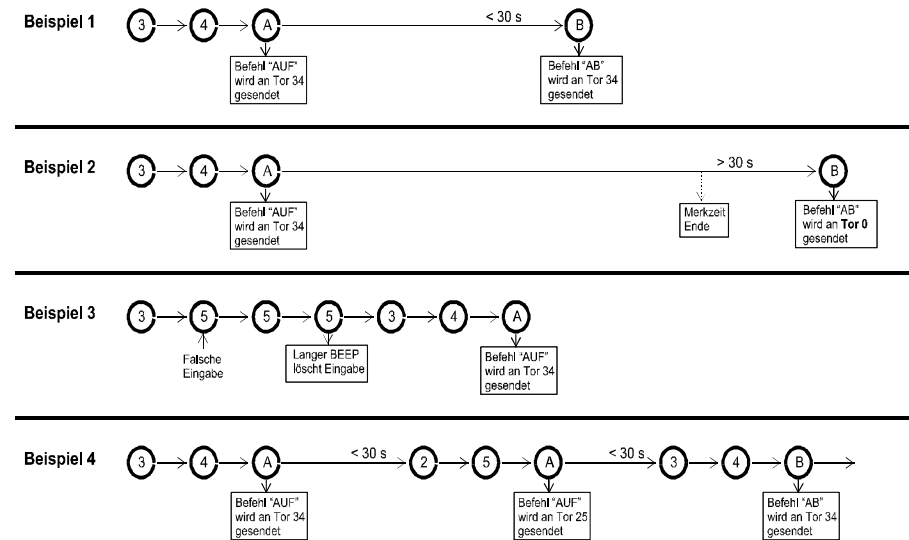 Beispiel 1
3 4 A < 30 s B
Befehl "AUF"
wird an Tor 34
gesendet
Befehl "AB"
wird an Tor 34
gesendet
Beispiel 2
3 4 A > 30 s B
Befehl "AUF"
wird an Tor 34
gesendet
Merkzeit
Ende
Befehl "AB"
wird an Tor 0
gesendet
Beispiel 3
3 5 5 5 3 4 A
Falsche
Eingabe
Langer BEEP
löscht Eingabe
Befehl "AUF"
wird an Tor 34
gesendet
Beispiel 4
3 4 A < 30 s 2 5 A < 30 s 3 4 B
Befehl "AUF"
wird an Tor 34
gesendet
Befehl "AUF"
wird an Tor 25
gesendet
Befehl "AB"
wird an Tor 34
gesendet